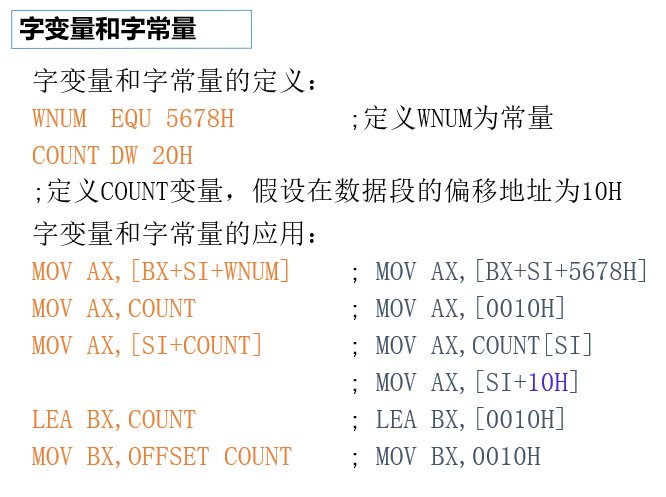 字变量和字常量
字变量和字常量的定义：
WNUM EQU 5678H ;定义WNUM为常量
COUNT DW 20H
;定义COUNT变量，假设在数据段的偏移地址为10H
字变量和字常量的应用：
MOV AX,[BX+SI+WNUM] ; MOV AX,[BX+SI+5678H]
MOV AX,COUNT ; MOV AX,[0010H]
MOV AX,[SI+COUNT] ; MOV AX,COUNT[SI]
; MOV AX,[SI+10H]
LEA BX,COUNT ; LEA BX,[0010H]
MOV BX,OFFSET COUNT ; MOV BX,0010H